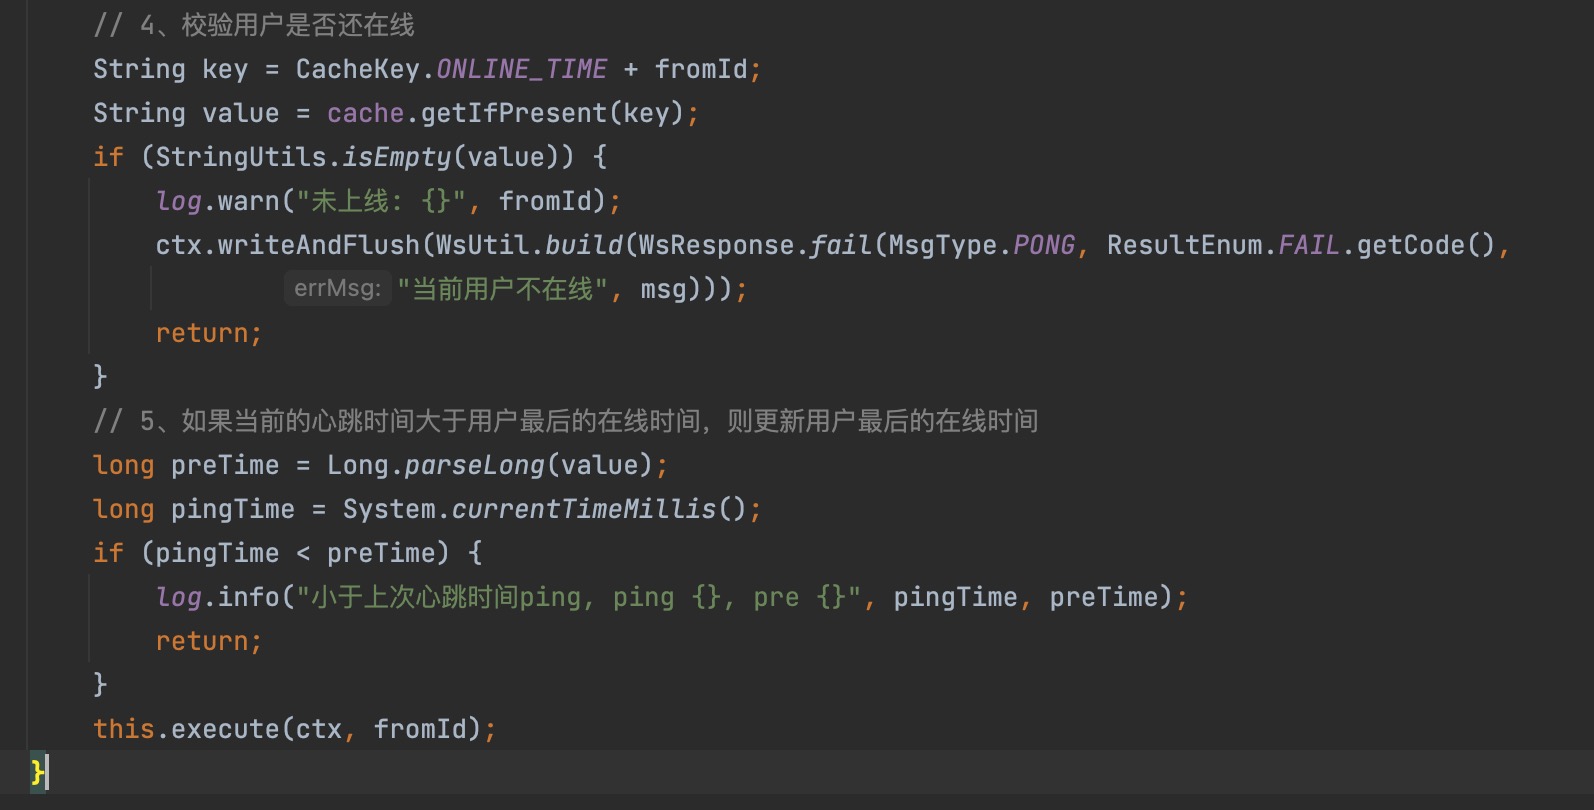 // 4、校验用户是否还在线
String key = CacheKey.ONLINE_TIME + fromId;
String value = cache.getIfPresent(key);
if (StringUtils.isEmpty(value)) {
log.warn("未上线: {}", fromId);
ctx.writeAndFlush(WsUtil.build(WsResponse.fail(MsgType.PONG, ResultEnum.FAIL.getCode(),
errMsg: "当前用户不在线", msg)));
return;
}
// 5、如果当前的心跳时间大于用户最后的在线时间，则更新用户最后的在线时间
long preTime = Long.parseLong(value);
long pingTime = System.currentTimeMillis();
if (pingTime < preTime) {
log.info("小于上次心跳时间ping, ping {}, pre {}", pingTime, preTime);
return;
}
this.execute(ctx, fromId);
}